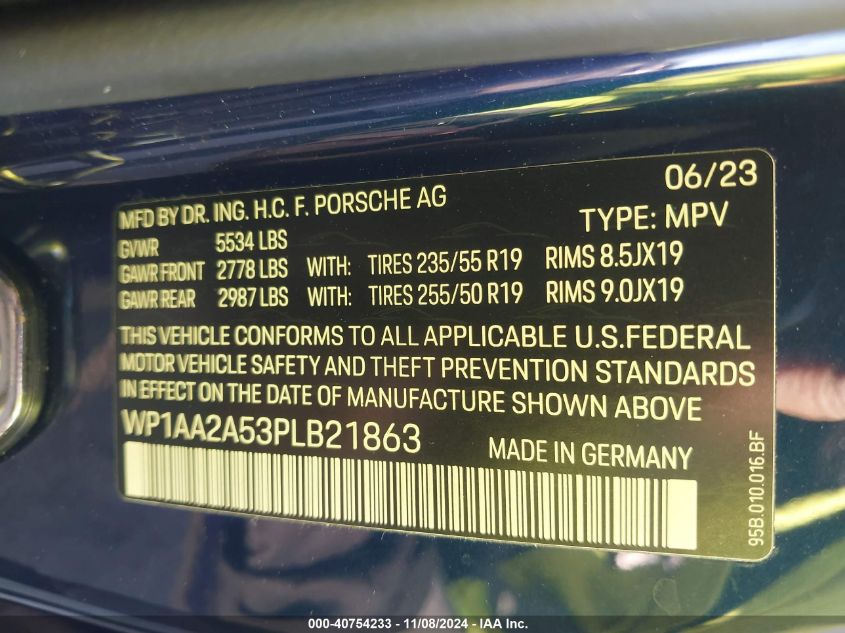 06/23
MFD BY DR. ING. H.C. F. PORSCHE AG
TYPE: MPV
GVWR 5534 LBS
GAWR FRONT 2778 LBS WITH: TIRES 235/55 R19 RIMS 8.5JX19
GAWR REAR 2987 LBS WITH: TIRES 255/50 R19 RIMS 9.0JX19
THIS VEHICLE CONFORMS TO ALL APPLICABLE U.S.FEDERAL
MOTOR VEHICLE SAFETY AND THEFT PREVENTION STANDARDS
IN EFFECT ON THE DATE OF MANUFACTURE SHOWN ABOVE
WP1AA2A53PLB21863
MADE IN GERMANY
95B.010.016.BF
000-40754233 - 11/08/2024 - IAA Inc.